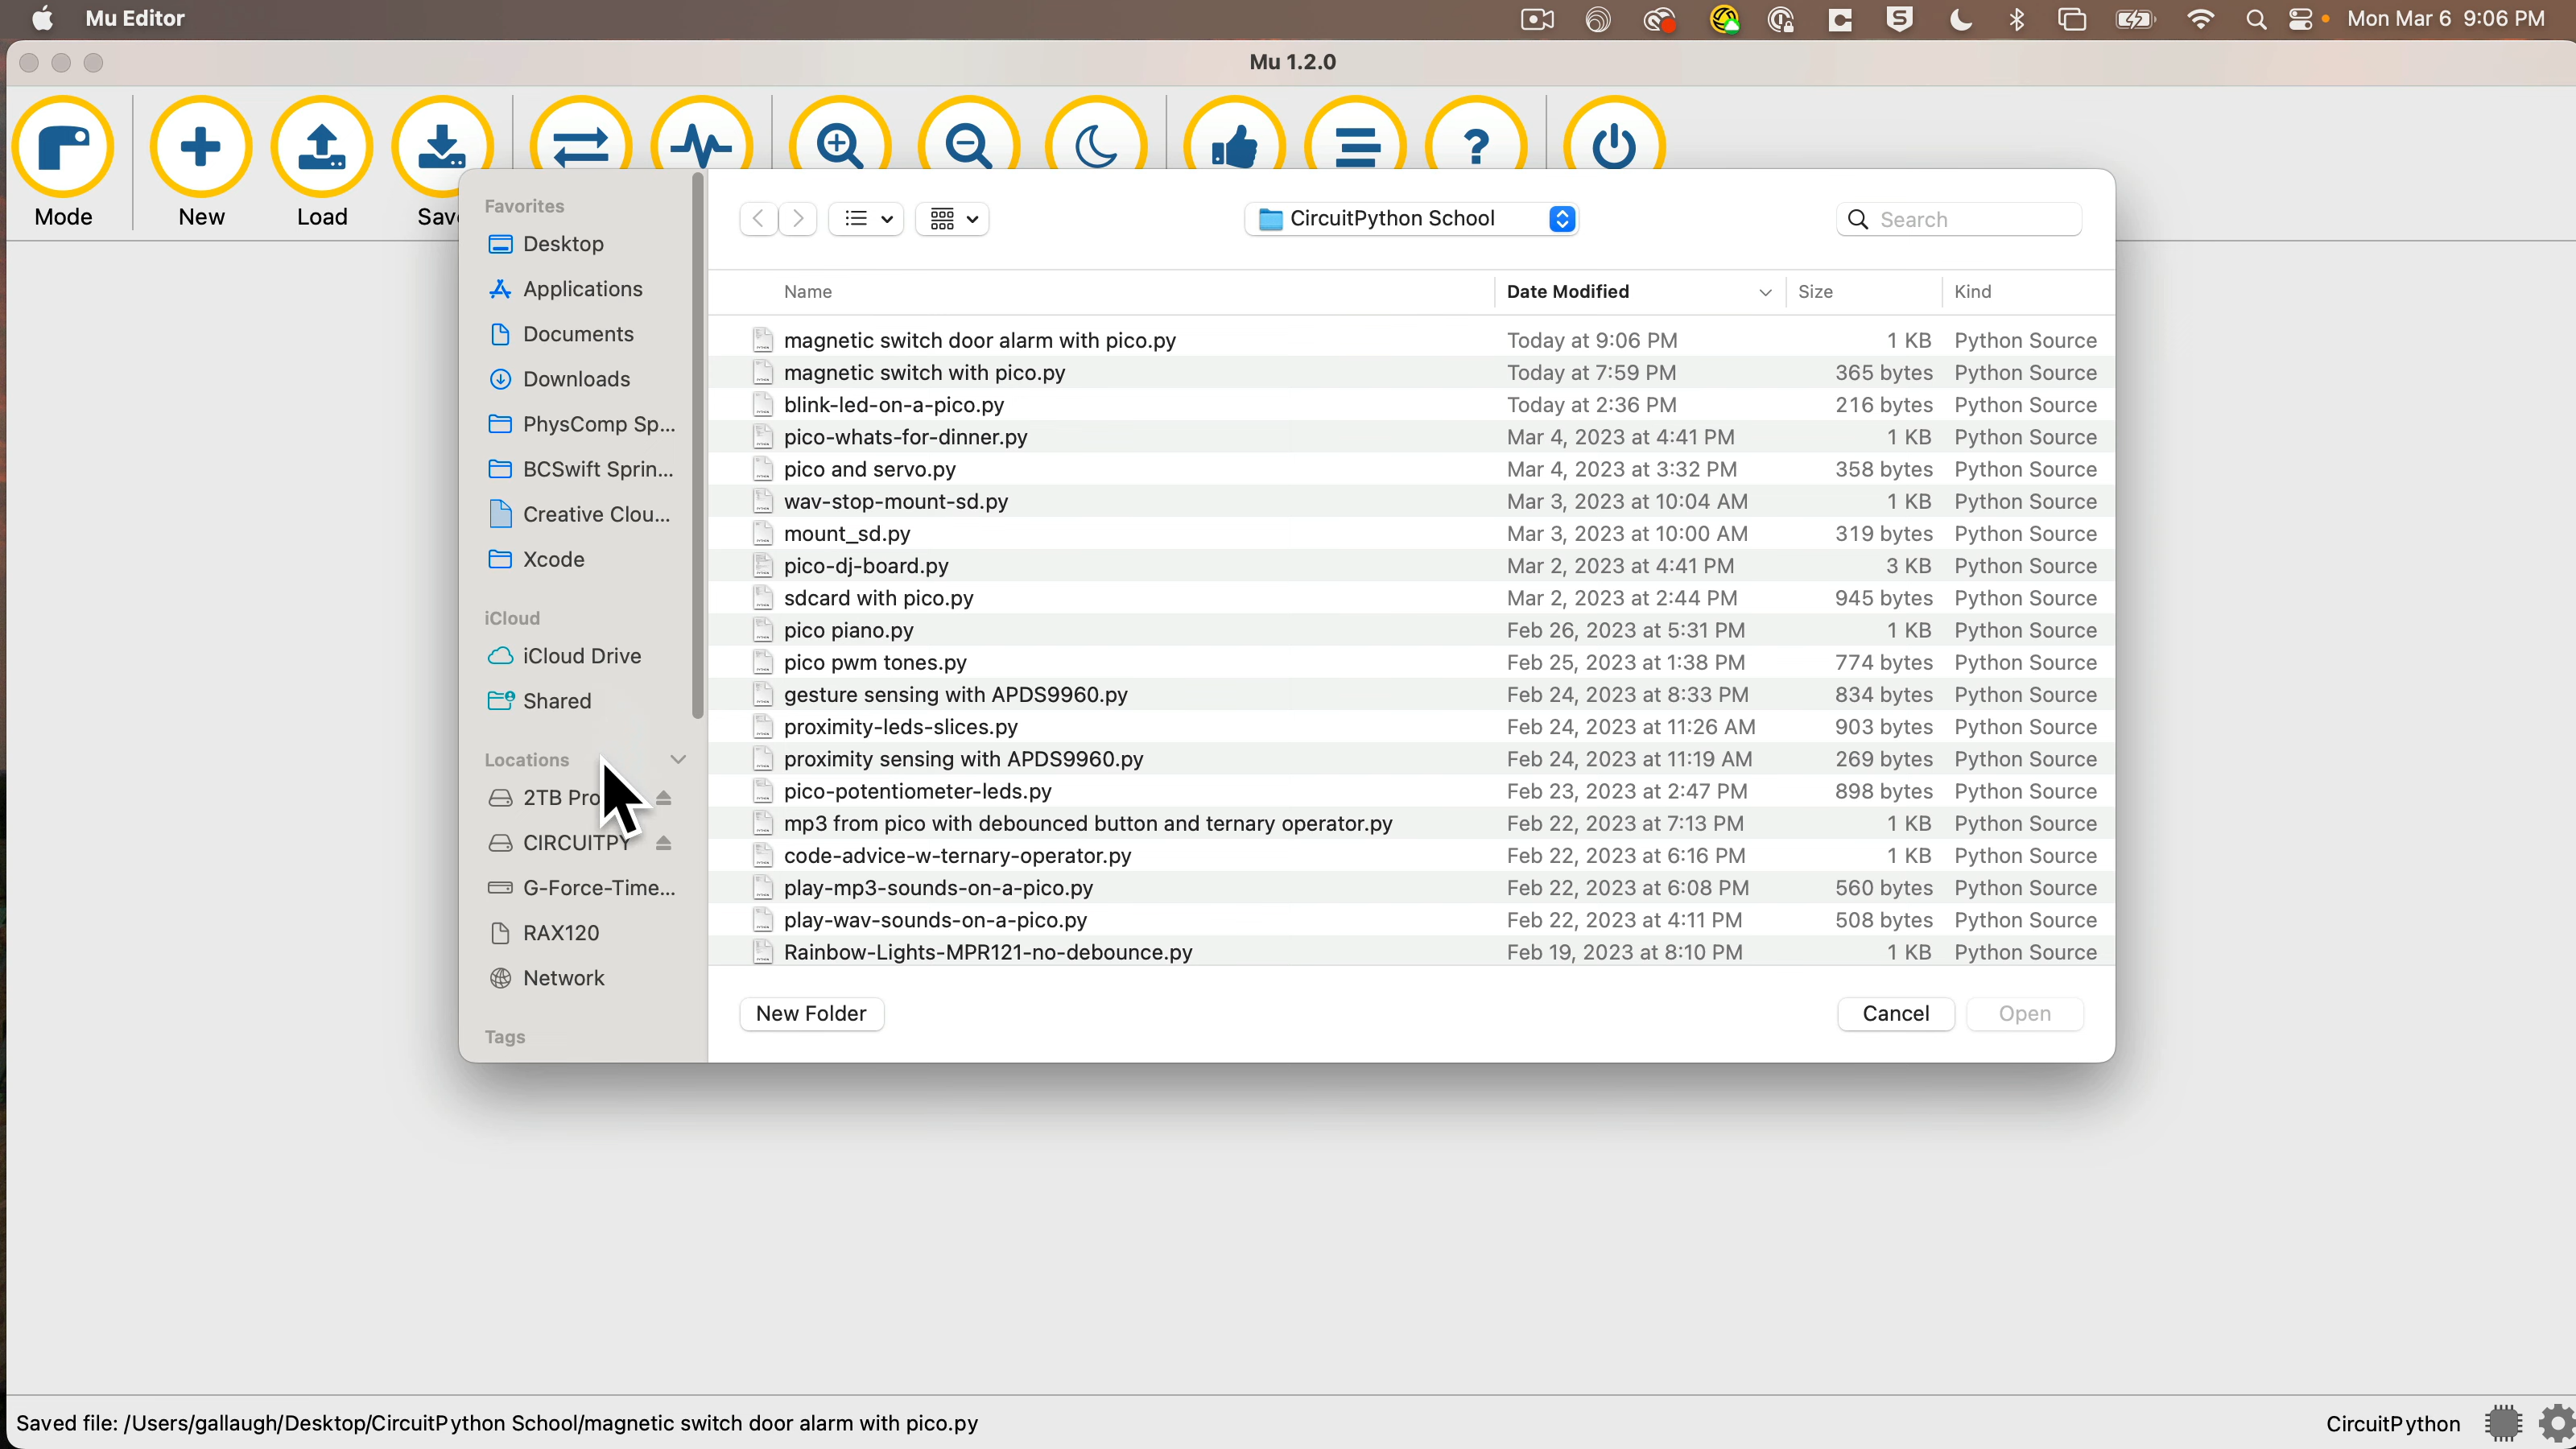 Mu Editor
Mon Mar 6 9:06 PM
Mu 1.2.0
Mode
New
Load
Sav
Favorites
Desktop
Applications
Documents
Downloads
PhysComp Sp...
BCSwift Sprin...
Creative Clou...
Xcode
iCloud
iCloud Drive
Shared
Locations
2TB Pro
CIRCUITPY
G-Force-Time...
RAX120
Network
Tags
CircuitPython School
Search
Name Date Modified Size Kind
magnetic switch door alarm with pico.py Today at 9:06 PM 1 KB Python Source
magnetic switch with pico.py Today at 7:59 PM 365 bytes Python Source
blink-led-on-a-pico.py Today at 2:36 PM 216 bytes Python Source
pico-whats-for-dinner.py Mar 4, 2023 at 4:41 PM 1 KB Python Source
pico and servo.py Mar 4, 2023 at 3:32 PM 358 bytes Python Source
wav-stop-mount-sd.py Mar 3, 2023 at 10:04 AM 1 KB Python Source
mount_sd.py Mar 3, 2023 at 10:00 AM 319 bytes Python Source
pico-dj-board.py Mar 2, 2023 at 4:41 PM 3 KB Python Source
sdcard with pico.py Mar 2, 2023 at 2:44 PM 945 bytes Python Source
pico piano.py Feb 26, 2023 at 5:31 PM 1 KB Python Source
pico pwm tones.py Feb 25, 2023 at 1:38 PM 774 bytes Python Source
gesture sensing with APDS9960.py Feb 24, 2023 at 8:33 PM 834 bytes Python Source
proximity-leds-slices.py Feb 24, 2023 at 11:26 AM 903 bytes Python Source
proximity sensing with APDS9960.py Feb 24, 2023 at 11:19 AM 269 bytes Python Source
pico-potentiometer-leds.py Feb 23, 2023 at 2:47 PM 898 bytes Python Source
mp3 from pico with debounced button and ternary operator.py Feb 22, 2023 at 7:13 PM 1 KB Python Source
code-advice-w-ternary-operator.py Feb 22, 2023 at 6:16 PM 1 KB Python Source
play-mp3-sounds-on-a-pico.py Feb 22, 2023 at 6:08 PM 560 bytes Python Source
play-wav-sounds-on-a-pico.py Feb 22, 2023 at 4:11 PM 508 bytes Python Source
Rainbow-Lights-MPR121-no-debounce.py Feb 19, 2023 at 8:10 PM 1 KB Python Source
New Folder
Cancel
Open
Saved file: /Users/gallaugh/Desktop/CircuitPython School/magnetic switch door alarm with pico.py
CircuitPython